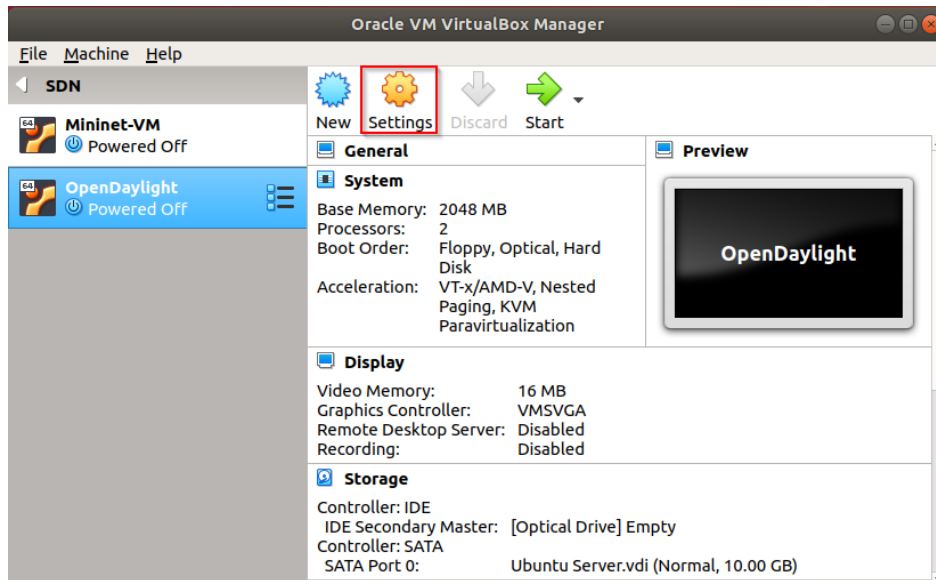 Oracle VM VirtualBox Manager
File Machine Help
SDN
64 Mininet-VM
Powered Off
64 OpenDaylight
Powered Off
New Settings Discard Start
General
System
Base Memory: 2048 MB
Processors: 2
Boot Order: Floppy, Optical, Hard
Disk
Acceleration: VT-x/AMD-V, Nested
Paging, KVM
Paravirtualization
Preview
OpenDaylight
Display
Video Memory: 16 MB
Graphics Controller: VMSVGA
Remote Desktop Server: Disabled
Recording: Disabled
Storage
Controller: IDE
IDE Secondary Master: [Optical Drive] Empty
Controller: SATA
SATA Port 0: Ubuntu Server.vdi (Normal, 10.00 GB)